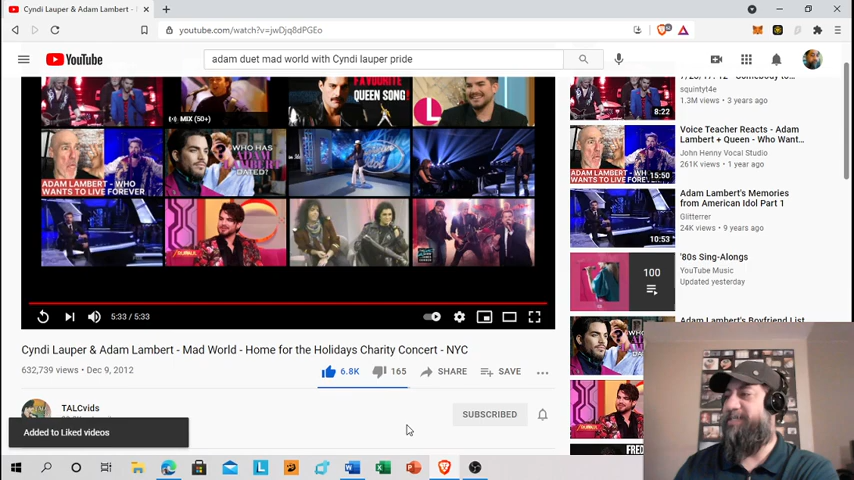 Cyndi Lauper & Adam Lambert -
youtube.com/watch?v=jwDjq8dPGEo
YouTube
adam duet mad world with Cyndi lauper pride
MIX (50+)
FAVOURITE
QUEEN SONG!
ADAM LAMBERT - WHO
WANTS TO LIVE FOREVER
WHO HAS
ADAM
LAMBERT
DATED?
5:33 / 5:33
Cyndi Lauper & Adam Lambert - Mad World - Home for the Holidays Charity Concert - NYC
632,739 views • Dec 9, 2012
6.8K
165
SHARE
SAVE
TALCvids
SUBSCRIBED
Added to Liked videos
squintyt4e
1.3M views • 3 years ago
8:22
Voice Teacher Reacts - Adam
Lambert + Queen - Who Want...
John Henny Vocal Studio
261K views • 1 year ago
ADAM LAMBERT - WHO
WANTS TO LIVE FOREVER
15:50
Adam Lambert's Memories
from American Idol Part 1
Glitterrer
24K views • 9 years ago
10:53
'80s Sing-Alongs
YouTube Music
Updated yesterday
100
Adam Lambert's Boyfriend List